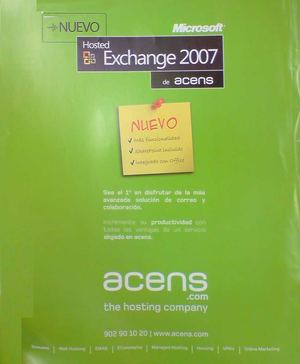 NUEVO
Microsoft
Hosted
Exchange 2007
de acens
NUEVO
✓ Más funcionalidad
✓ SharePoint incluido
✓ Integrado con Office
Sea el 1º en disfrutar de la más
avanzada solución de correo y
colaboración.
Incremente su productividad con
todas las ventajas de un servicio
alojado en acens.
acens
.com
the hosting company
902 90 10 20 | www.acens.com
Dominios | Web Hosting | EMAS | ECommerce | Managed Hosting | Housing | VPNs | Online Marketing